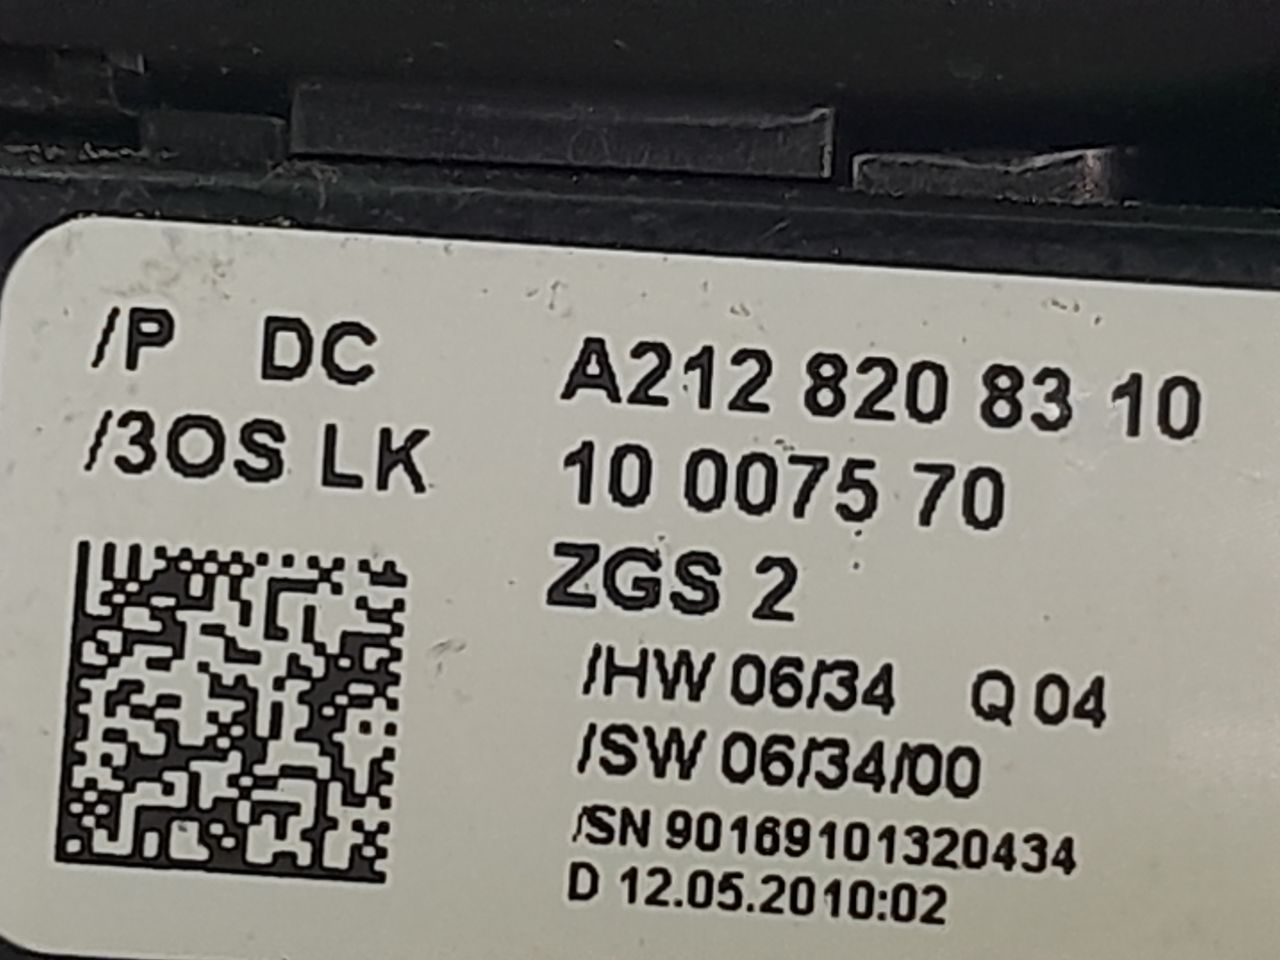 /P DC A212 820 83 10
/3OS LK 10 0075 70
ZGS 2
/HW 06/34 Q 04
/SW 06/34/00
/SN 90169101320434
D 12.05.2010:02